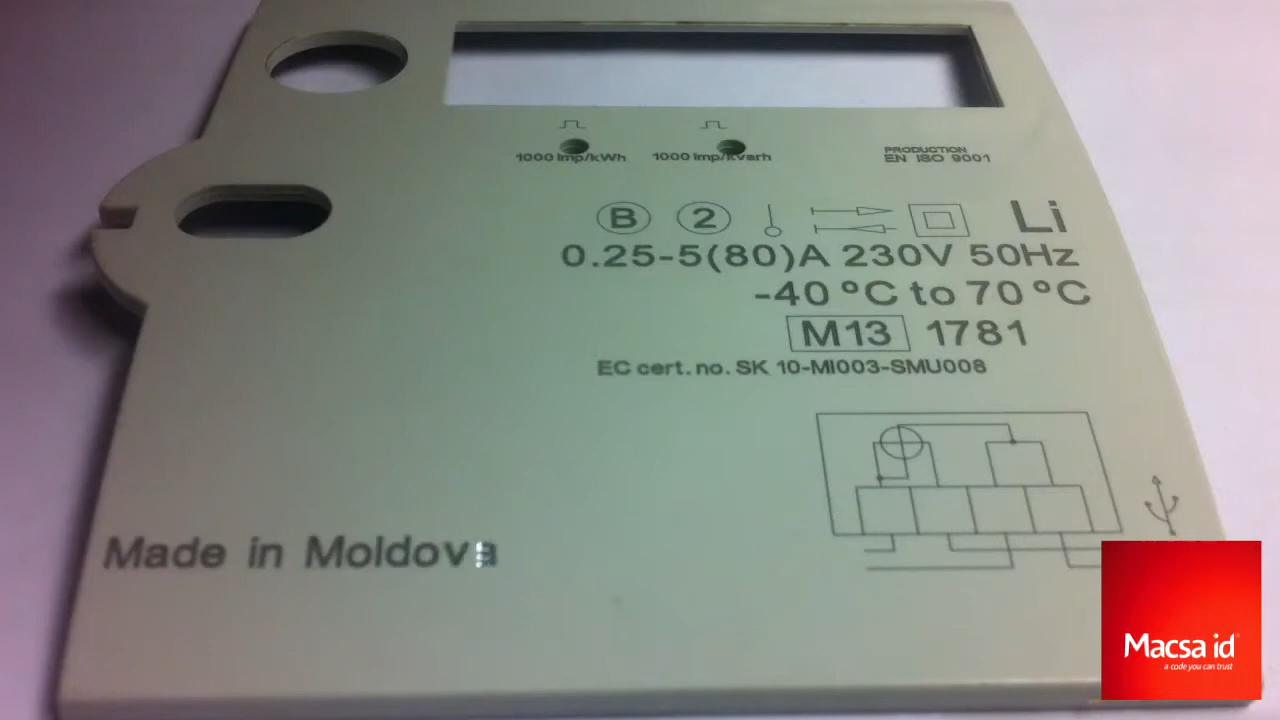 1000 Imp/kWh 1000 Imp/kvarh
PRODUCTION
EN ISO 9001
B 2 Li
0.25-5(80)A 230V 50Hz
-40 ºC to 70 ºC
M13 1781
EC cert. no. SK 10-MI003-SMU008
Made in Moldova
Macsa id
a code you can trust